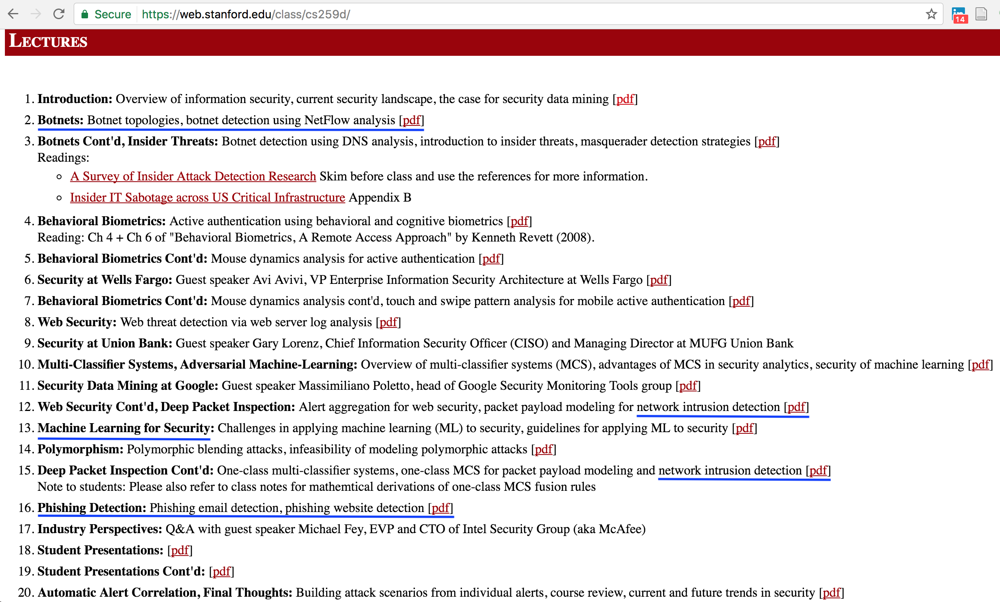 Secure https://web.stanford.edu/class/cs259d/
14
LECTURES
1. Introduction: Overview of information security, current security landscape, the case for security data mining [pdf]
2. Botnets: Botnet topologies, botnet detection using NetFlow analysis [pdf]
3. Botnets Cont'd, Insider Threats: Botnet detection using DNS analysis, introduction to insider threats, masquerader detection strategies [pdf]
Readings:
A Survey of Insider Attack Detection Research Skim before class and use the references for more information.
Insider IT Sabotage across US Critical Infrastructure Appendix B
4. Behavioral Biometrics: Active authentication using behavioral and cognitive biometrics [pdf]
Reading: Ch 4 + Ch 6 of "Behavioral Biometrics, A Remote Access Approach" by Kenneth Revett (2008).
5. Behavioral Biometrics Cont'd: Mouse dynamics analysis for active authentication [pdf]
6. Security at Wells Fargo: Guest speaker Avi Avivi, VP Enterprise Information Security Architecture at Wells Fargo [pdf]
7. Behavioral Biometrics Cont'd: Mouse dynamics analysis cont'd, touch and swipe pattern analysis for mobile active authentication [pdf]
8. Web Security: Web threat detection via web server log analysis [pdf]
9. Security at Union Bank: Guest speaker Gary Lorenz, Chief Information Security Officer (CISO) and Managing Director at MUFG Union Bank
10. Multi-Classifier Systems, Adversarial Machine-Learning: Overview of multi-classifier systems (MCS), advantages of MCS in security analytics, security of machine learning [pdf]
11. Security Data Mining at Google: Guest speaker Massimiliano Poletto, head of Google Security Monitoring Tools group [pdf]
12. Web Security Cont'd, Deep Packet Inspection: Alert aggregation for web security, packet payload modeling for network intrusion detection [pdf]
13. Machine Learning for Security: Challenges in applying machine learning (ML) to security, guidelines for applying ML to security [pdf]
14. Polymorphism: Polymorphic blending attacks, infeasibility of modeling polymorphic attacks [pdf]
15. Deep Packet Inspection Cont'd: One-class multi-classifier systems, one-class MCS for packet payload modeling and network intrusion detection [pdf]
Note to students: Please also refer to class notes for mathemtical derivations of one-class MCS fusion rules
16. Phishing Detection: Phishing email detection, phishing website detection [pdf]
17. Industry Perspectives: Q&A with guest speaker Michael Fey, EVP and CTO of Intel Security Group (aka McAfee)
18. Student Presentations: [pdf]
19. Student Presentations Cont'd: [pdf]
20. Automatic Alert Correlation, Final Thoughts: Building attack scenarios from individual alerts, course review, current and future trends in security [pdf]